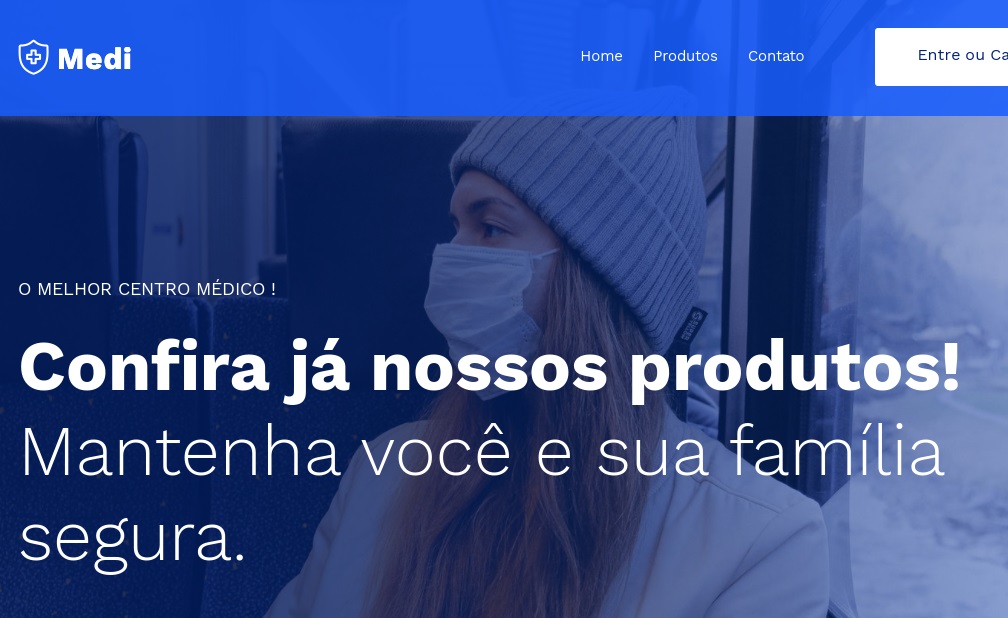 Medi
Home Produtos Contato Entre ou Ca
O MELHOR CENTRO MÉDICO !
Confira já nossos produtos!
Mantenha você e sua família
segura.